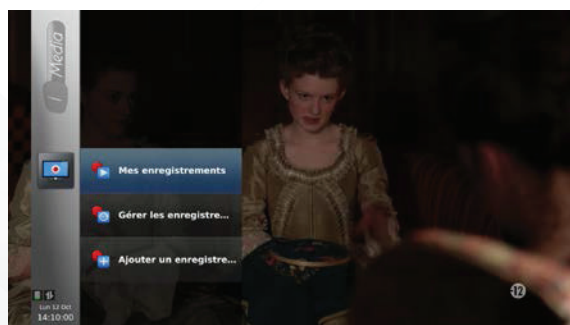 i Media
Mes enregistrements
Gérer les enregistre...
Ajouter un enregistre...
-12
Lun 12 Oct
14:10:00